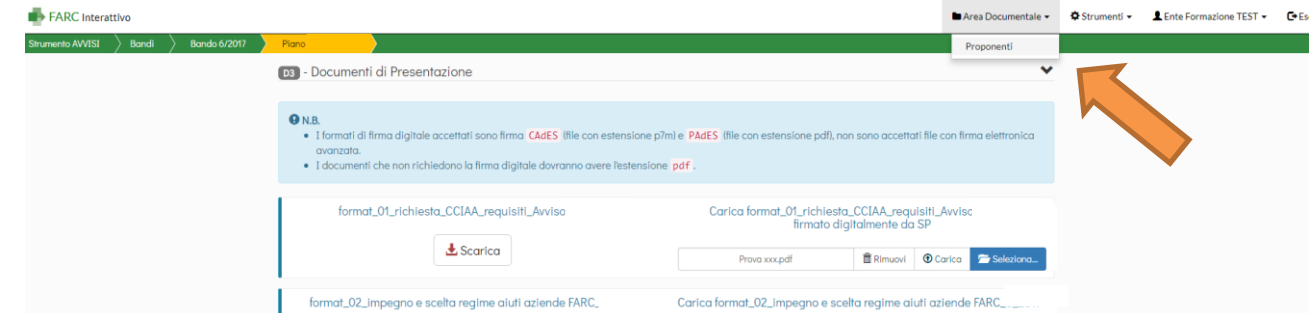 FARC Interattivo
Area Documentale
Strumenti
Ente Formazione TEST
Es
Strumento AVVISI
Bandi
Bando 6/2017
Piano
Proponenti
D3 - Documenti di Presentazione
N.B.
I formati di firma digitale accettati sono firma CAdES (file con estensione p7m) e PAdES (file con estensione pdf), non sono accettati file con firma elettronica
avanzata.
I documenti che non richiedono la firma digitale dovranno avere l'estensione pdf.
format_01_richiesta_CCIAA_requisiti_Avviso
Carica format_01_richiesta_CCIAA_requisiti_Avviso
firmato digitalmente da SP
Scarica
Prova xxx.pdf
Rimuovi
Carica
Seleziona...
format_02_impegno e scelta regime aiuti aziende FARC_
Carica format_02_impegno e scelta regime aiuti aziende FARC_